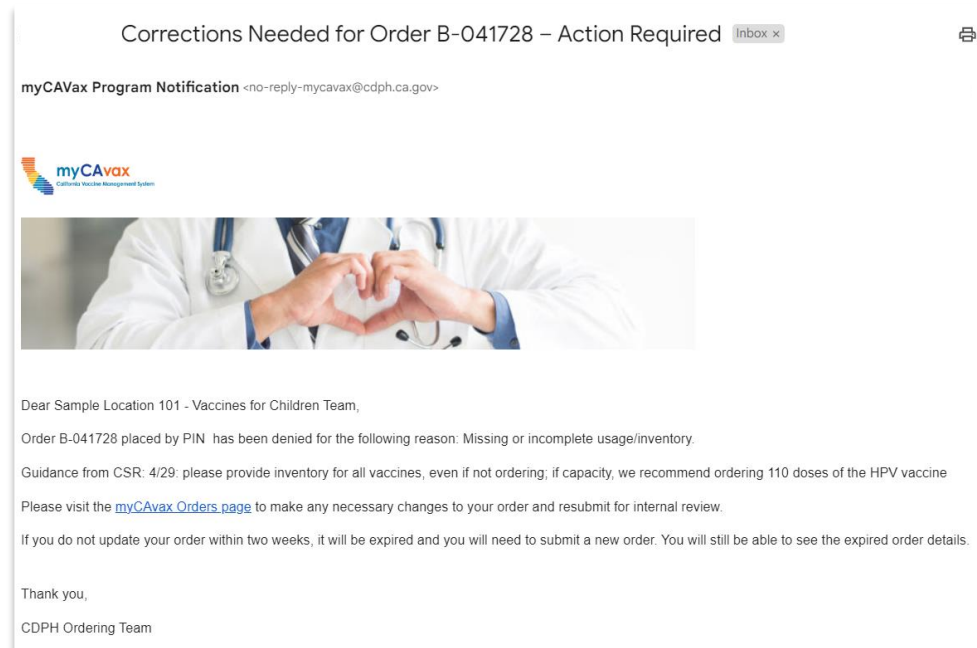 Corrections Needed for Order B-041728 – Action Required Inbox ×
myCAVax Program Notification <no-reply-mycavax@cdph.ca.gov>
myCAvax
California Vaccine Management System
Dear Sample Location 101 - Vaccines for Children Team,
Order B-041728 placed by PIN  has been denied for the following reason: Missing or incomplete usage/inventory.
Guidance from CSR: 4/29: please provide inventory for all vaccines, even if not ordering; if capacity, we recommend ordering 110 doses of the HPV vaccine
Please visit the myCAvax Orders page to make any necessary changes to your order and resubmit for internal review.
If you do not update your order within two weeks, it will be expired and you will need to submit a new order. You will still be able to see the expired order details.
Thank you,
CDPH Ordering Team